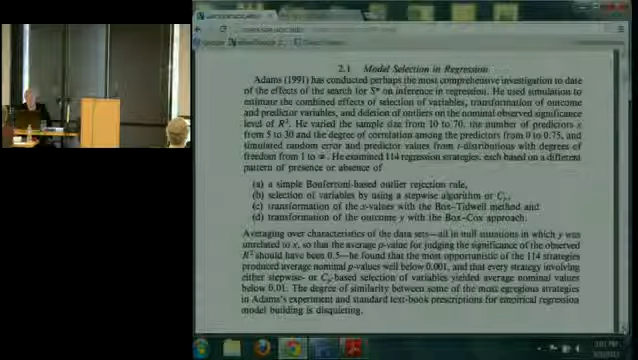 2.1 Model Selection in Regression
Adams (1991) has conducted perhaps the most comprehensive investigation to date
of the effects of the search for S* on inference in regression. He used simulation to
estimate the combined effects of selection of variables, transformation of outcome
and predictor variables, and deletion of outliers on the nominal observed significance
level of R². He varied the sample size from 10 to 70, the number of predictors x
from 5 to 30 and the degree of correlation among the predictors from 0 to 0.75, and
simulated random error and predictor values from t-distributions with degrees of
freedom from 1 to ∞. He examined 114 regression strategies, each based on a different
pattern of presence or absence of
(a) a simple Bonferroni-based outlier rejection rule,
(b) selection of variables by using a stepwise algorithm or Cₚ,
(c) transformation of the x-values with the Box-Tidwell method and
(d) transformation of the outcome y with the Box-Cox approach.
Averaging over characteristics of the data sets—all in null situations in which y was
unrelated to x, so that the average p-value for judging the significance of the observed
R² should have been 0.5—he found that the most opportunistic of the 114 strategies
produced average nominal p-values well below 0.001, and that every strategy involving
either stepwise- or Cₚ-based selection of variables yielded average nominal values
below 0.01. The degree of similarity between some of the most egregious strategies
in Adams's experiment and standard text-book prescriptions for empirical regression
model building is disquieting.